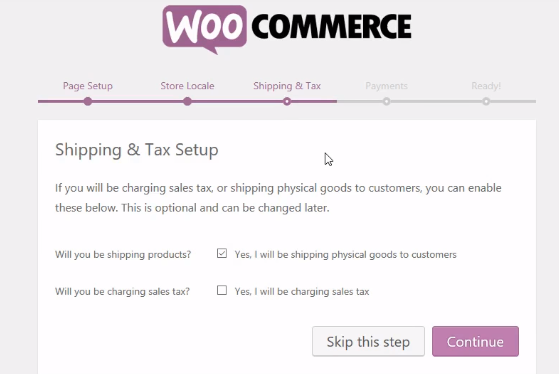 WOOCOMMERCE
Page Setup Store Locale Shipping & Tax Payments Ready!
Shipping & Tax Setup
If you will be charging sales tax, or shipping physical goods to customers, you can enable
these below. This is optional and can be changed later.
Will you be shipping products? Yes, I will be shipping physical goods to customers
Will you be charging sales tax? Yes, I will be charging sales tax
Skip this step Continue